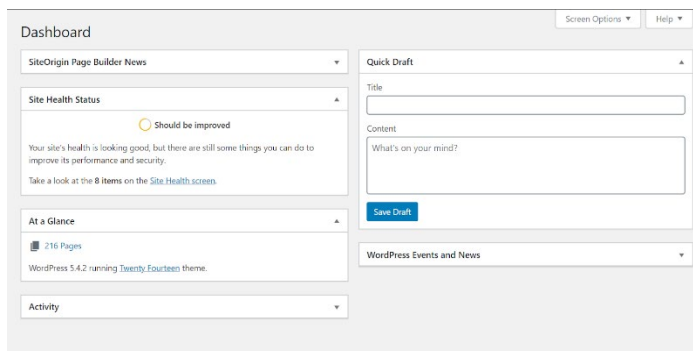 Screen Options ▼
Help ▼
Dashboard
SiteOrigin Page Builder News
Site Health Status
Should be improved
Your site's health is looking good, but there are still some things you can do to
improve its performance and security.
Take a look at the 8 items on the Site Health screen.
At a Glance
216 Pages
WordPress 5.4.2 running Twenty Fourteen theme.
Activity
Quick Draft
Title
Content
What's on your mind?
Save Draft
WordPress Events and News